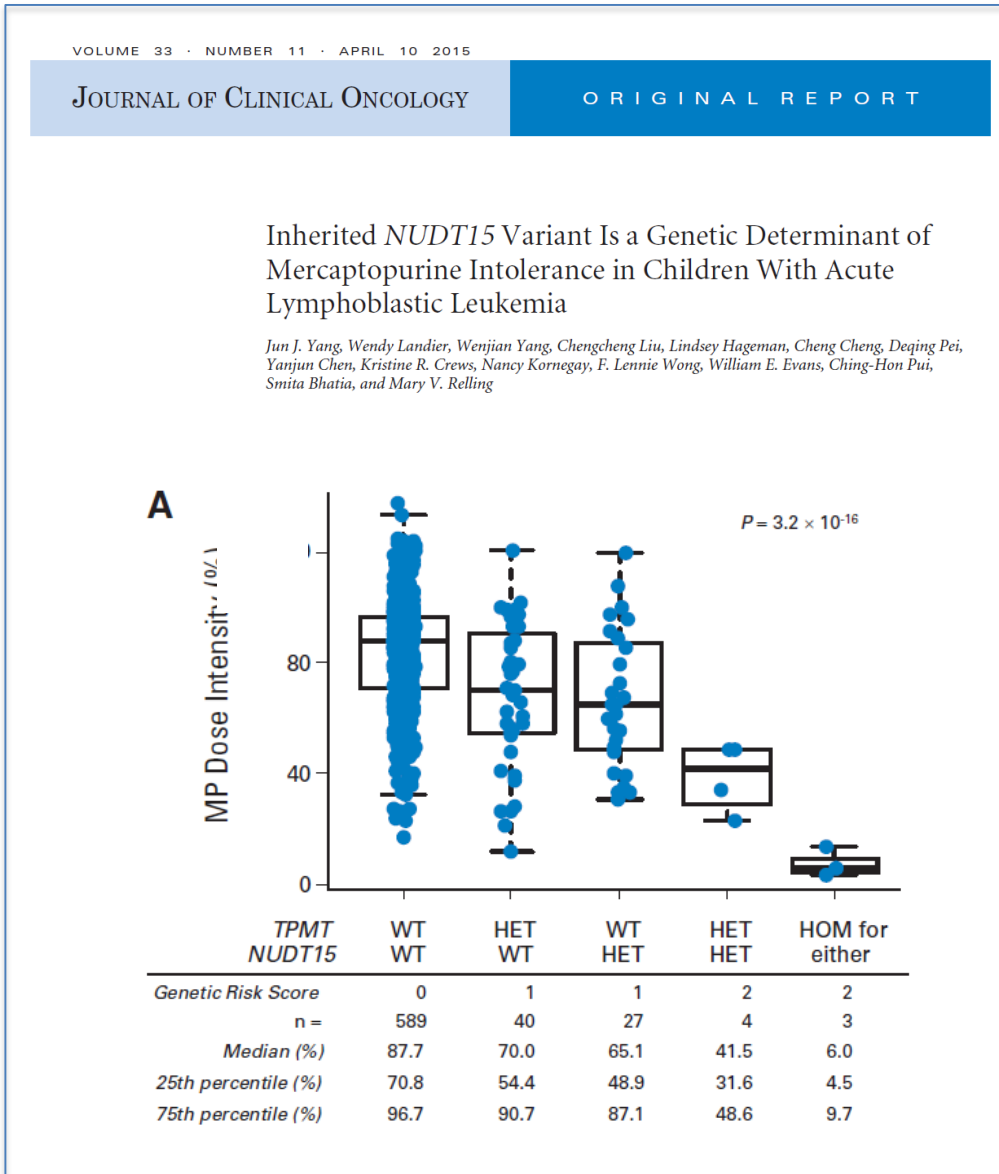 VOLUME 33 · NUMBER 11 · APRIL 10 2015
JOURNAL OF CLINICAL ONCOLOGY
ORIGINAL REPORT
Inherited NUDT15 Variant Is a Genetic Determinant of
Mercaptopurine Intolerance in Children With Acute
Lymphoblastic Leukemia
Jun J. Yang, Wendy Landier, Wenjian Yang, Chengcheng Liu, Lindsey Hageman, Cheng Cheng, Deqing Pei,
Yanjun Chen, Kristine R. Crews, Nancy Kornegay, F. Lennie Wong, William E. Evans, Ching-Hon Pui,
Smita Bhatia, and Mary V. Relling
A
P = 3.2 × 10-16
MP Dose Intensity
80
40
0
TPMT WT HET WT HET HOM for
NUDT15 WT WT HET HET either
Genetic Risk Score 0 1 1 2 2
n = 589 40 27 4 3
Median (%) 87.7 70.0 65.1 41.5 6.0
25th percentile (%) 70.8 54.4 48.9 31.6 4.5
75th percentile (%) 96.7 90.7 87.1 48.6 9.7